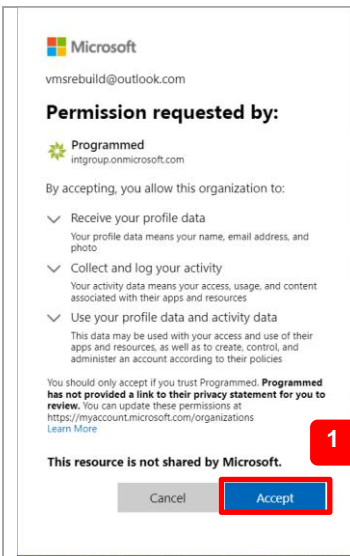 Microsoft
vmsrebuild@outlook.com
Permission requested by:
Programmed
intgroup.onmicrosoft.com
By accepting, you allow this organization to:
Receive your profile data
Your profile data means your name, email address, and
photo
Collect and log your activity
Your activity data means your access, usage, and content
associated with their apps and resources
Use your profile data and activity data
This data may be used with your access and use of their
apps and resources, as well as to create, control, and
administer an account according to their policies
You should only accept if you trust Programmed. Programmed
has not provided a link to their privacy statement for you to
review. You can update these permissions at
https://myaccount.microsoft.com/organizations
Learn More
1
This resource is not shared by Microsoft.
Cancel Accept